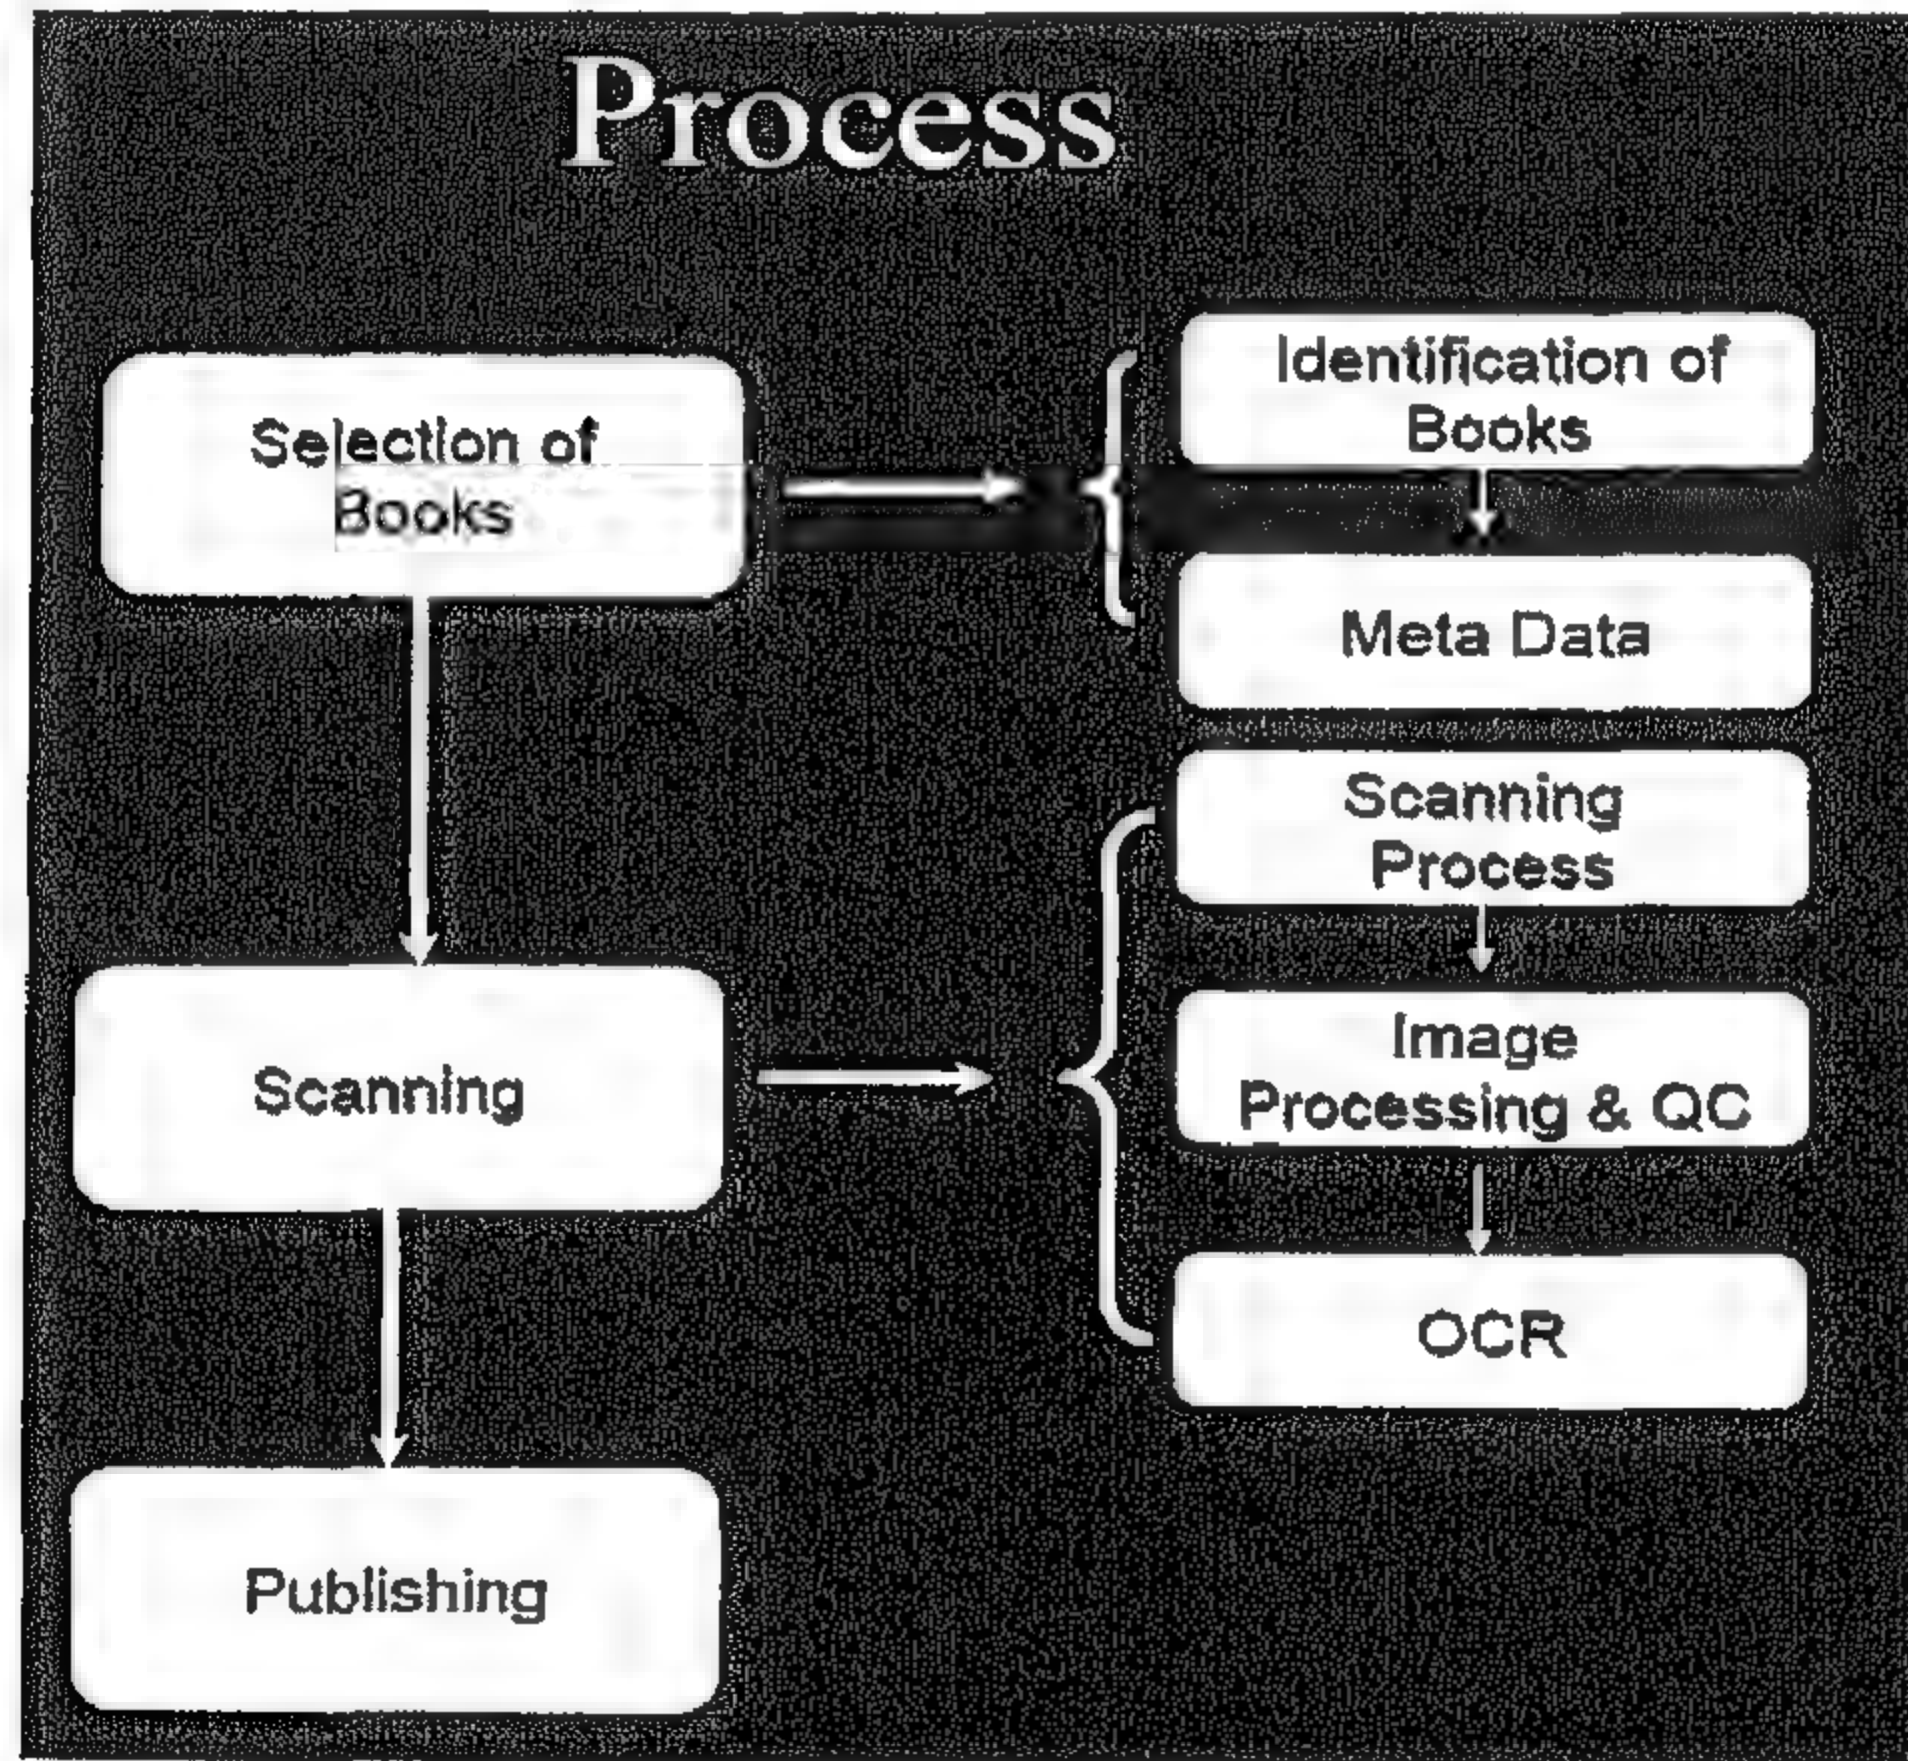 Process
Selection of
Books
Identification of
Books
Meta Data
Scanning
Scanning
Process
Image
Processing & QC
OCR
Publishing